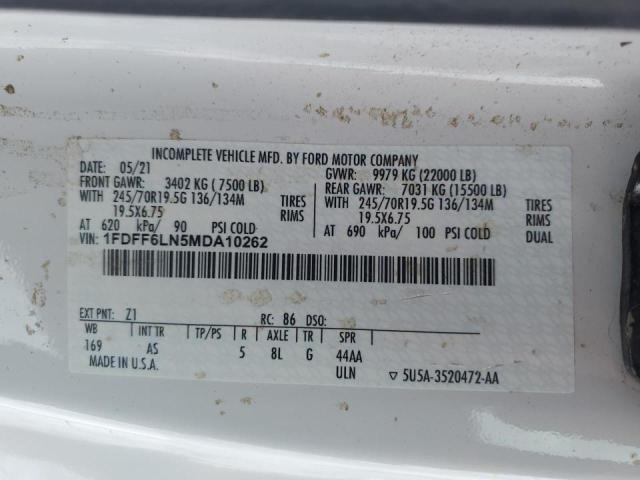 INCOMPLETE VEHICLE MFD. BY FORD MOTOR COMPANY
DATE: 05/21 GVWR: 9979 KG (22000 LB)
FRONT GAWR: 3402 KG ( 7500 LB) REAR GAWR: 7031 KG (15500 LB)
WITH 245/70R19.5G 136/134M TIRES WITH 245/70R19.5G 136/134M TIRES
19.5X6.75 RIMS 19.5X6.75 RIMS
AT 620 kPa/ 90 PSI COLD AT 690 kPa/ 100 PSI COLD DUAL
VIN: 1FDFF6LN5MDA10262
EXT PNT: Z1 RC: 86 DSO:
WB INT TR TP/PS R AXLE TR SPR
169 AS 5 8L G 44AA
MADE IN U.S.A. ULN ▽ 5U5A-3520472-AA